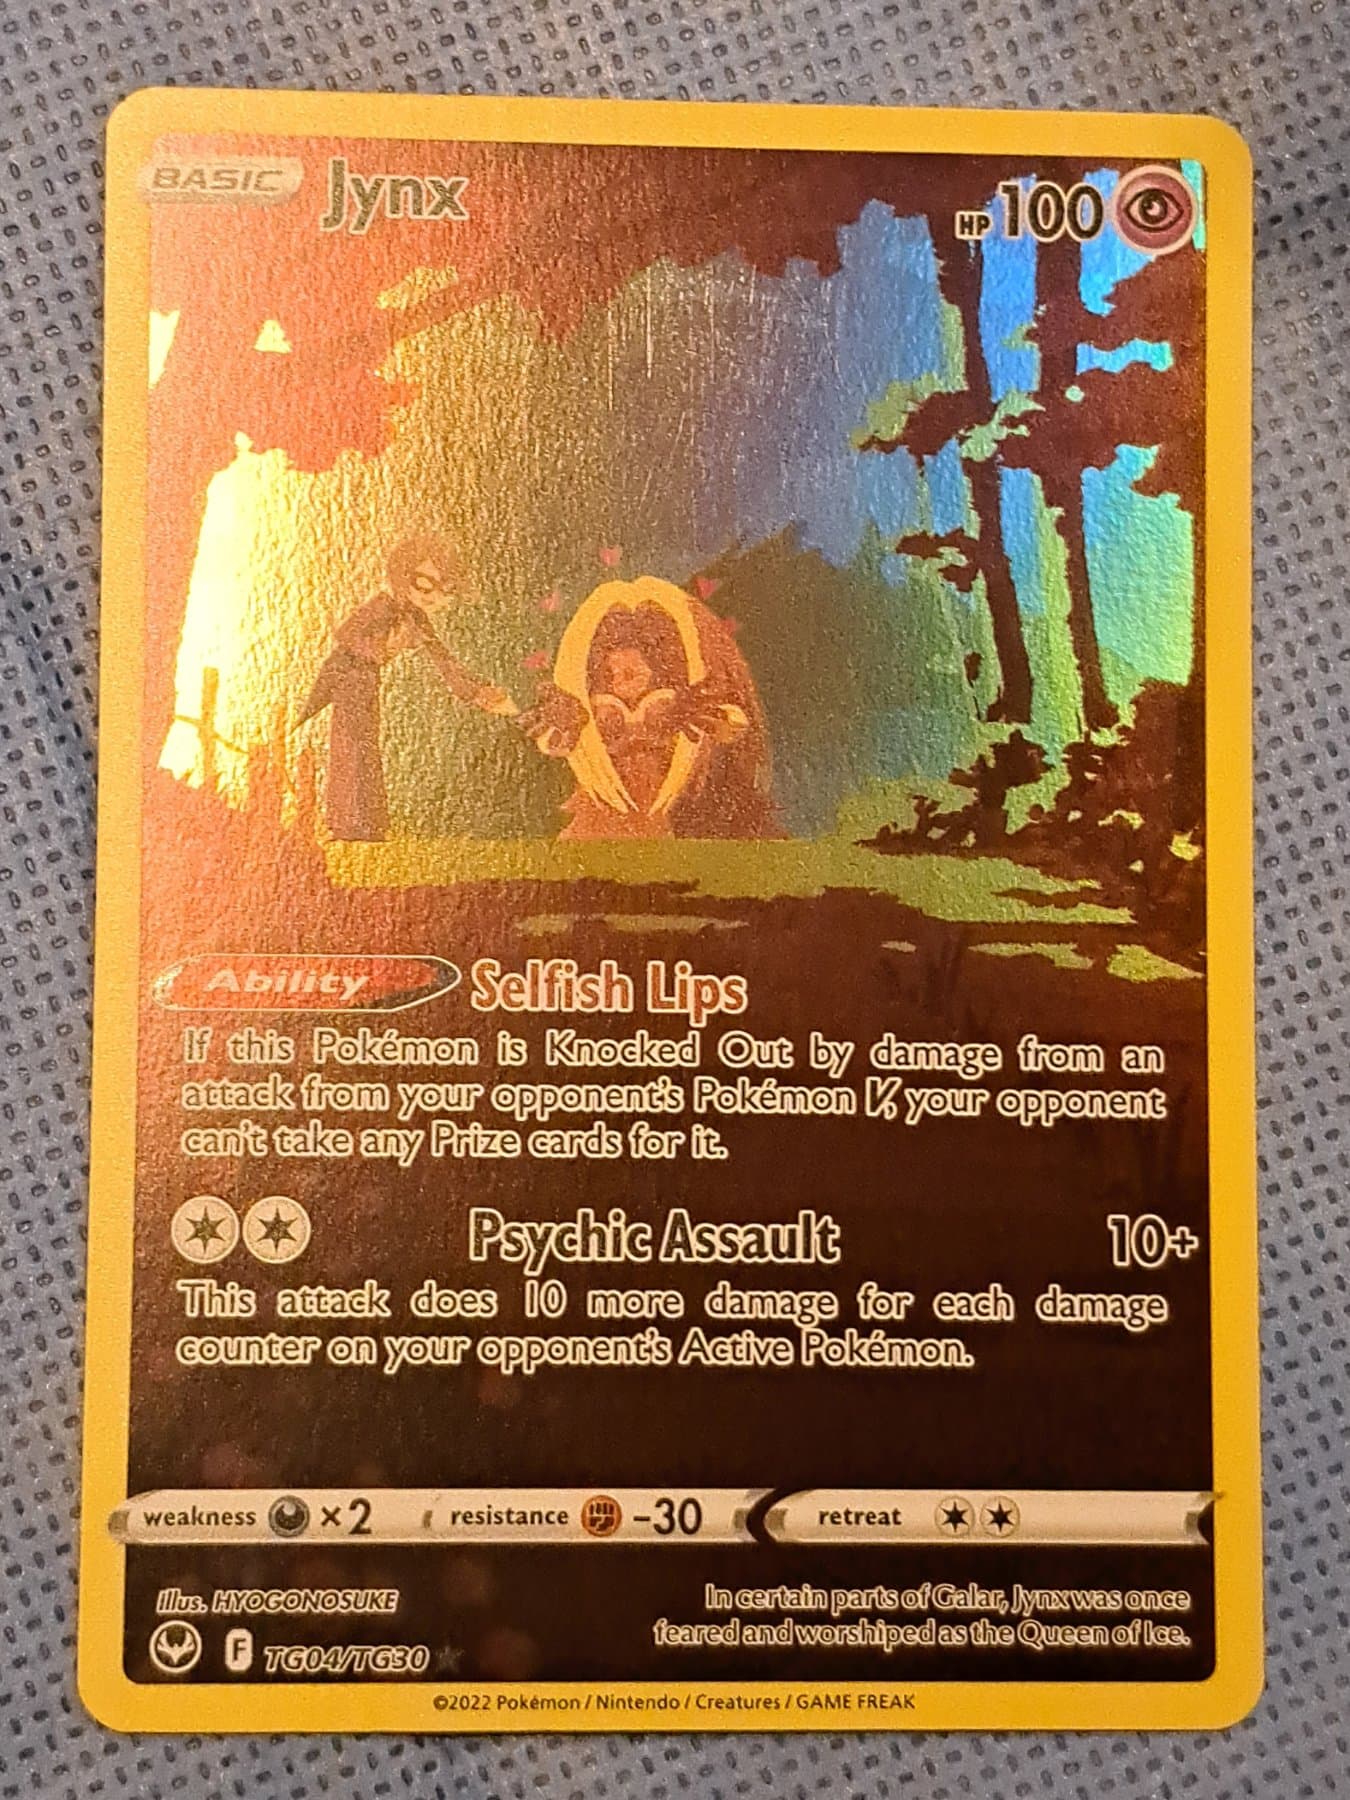 BASIC Jynx HP 100
Ability Selfish Lips
If this Pokémon is Knocked Out by damage from an
attack from your opponent's Pokémon V, your opponent
can't take any Prize cards for it.
Psychic Assault 10+
This attack does 10 more damage for each damage
counter on your opponent's Active Pokémon.
weakness ×2 resistance -30 retreat
Illus. HYOGONOSUKE
In certain parts of Galar, Jynx was once
feared and worshiped as the Queen of Ice.
F TG04/TG30
©2022 Pokémon / Nintendo / Creatures / GAME FREAK